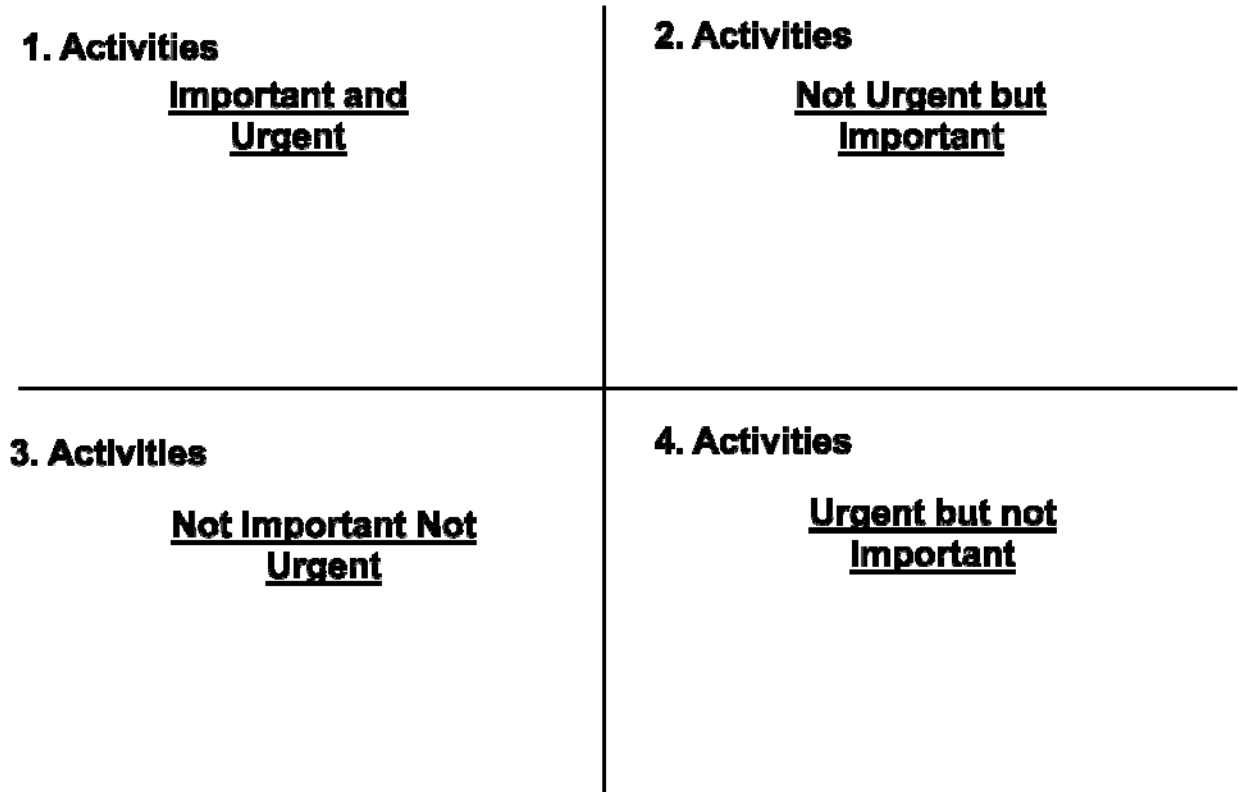 1. Activities
Important and
Urgent
2. Activities
Not Urgent but
Important
3. Activities
Not Important Not
Urgent
4. Activities
Urgent but not
Important